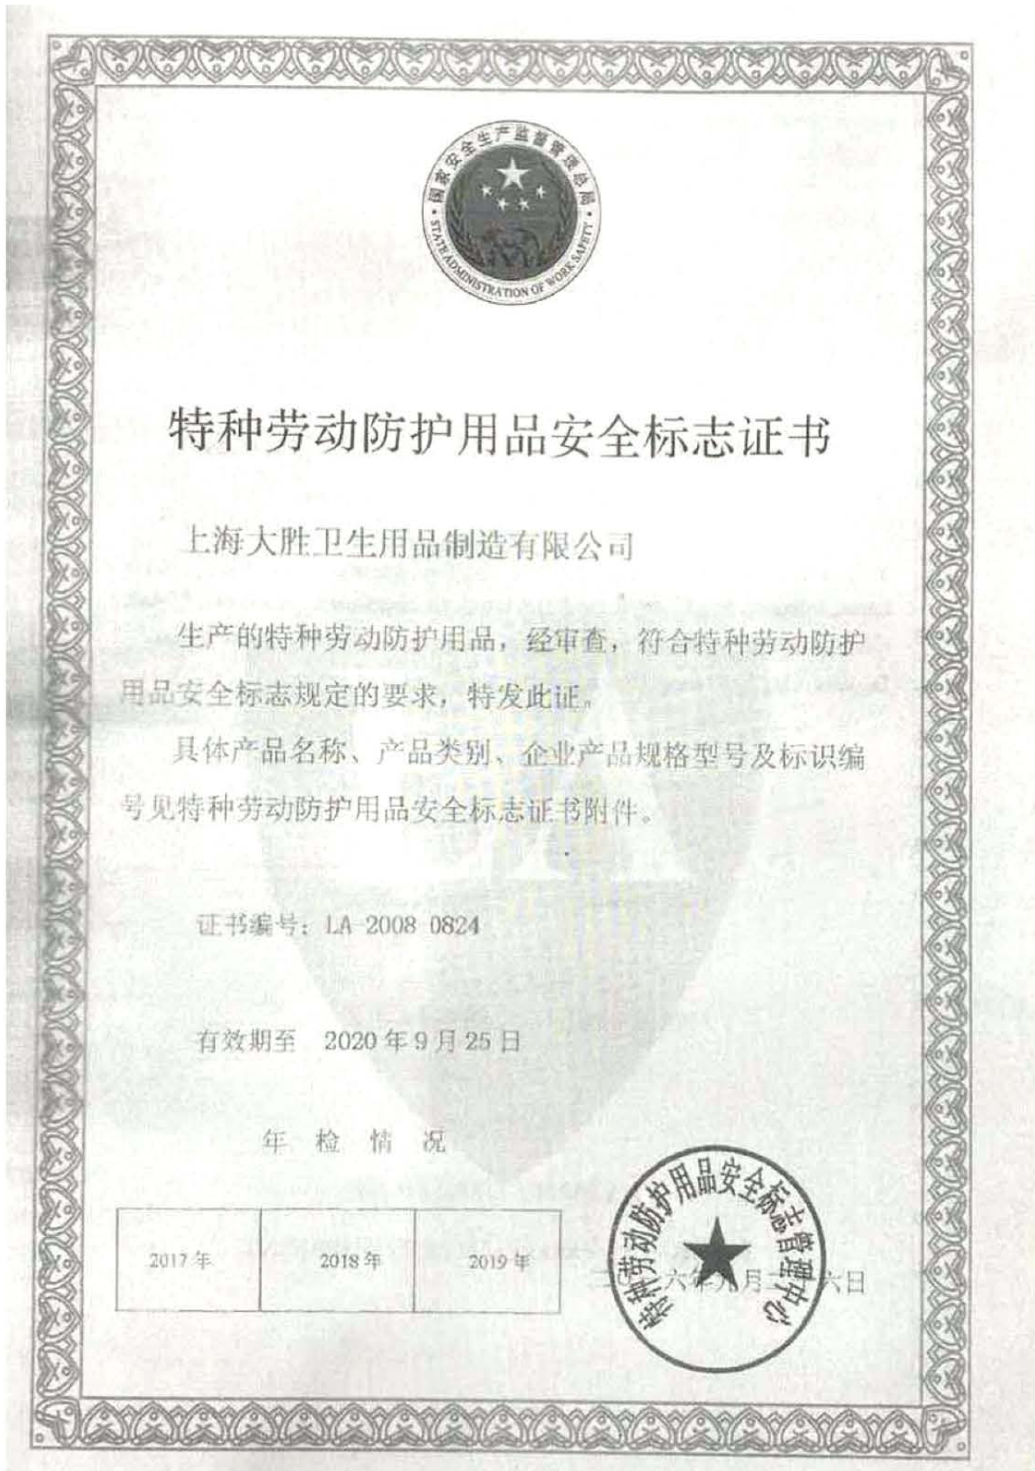 国家安全生产监督管理总局
STATE ADMINISTRATION OF WORK SAFETY
特种劳动防护用品安全标志证书
上海大胜卫生用品制造有限公司
生产的特种劳动防护用品，经审查，符合特种劳动防护
用品安全标志规定的要求，特发此证。
具体产品名称、产品类别、企业产品规格型号及标识编
号见特种劳动防护用品安全标志证书附件。
证书编号：LA-2008-0824
有效期至 2020年9月25日
年检情况
2017年 2018年 2019年
特种劳动防护用品安全标志管理中心
六年九月 六日